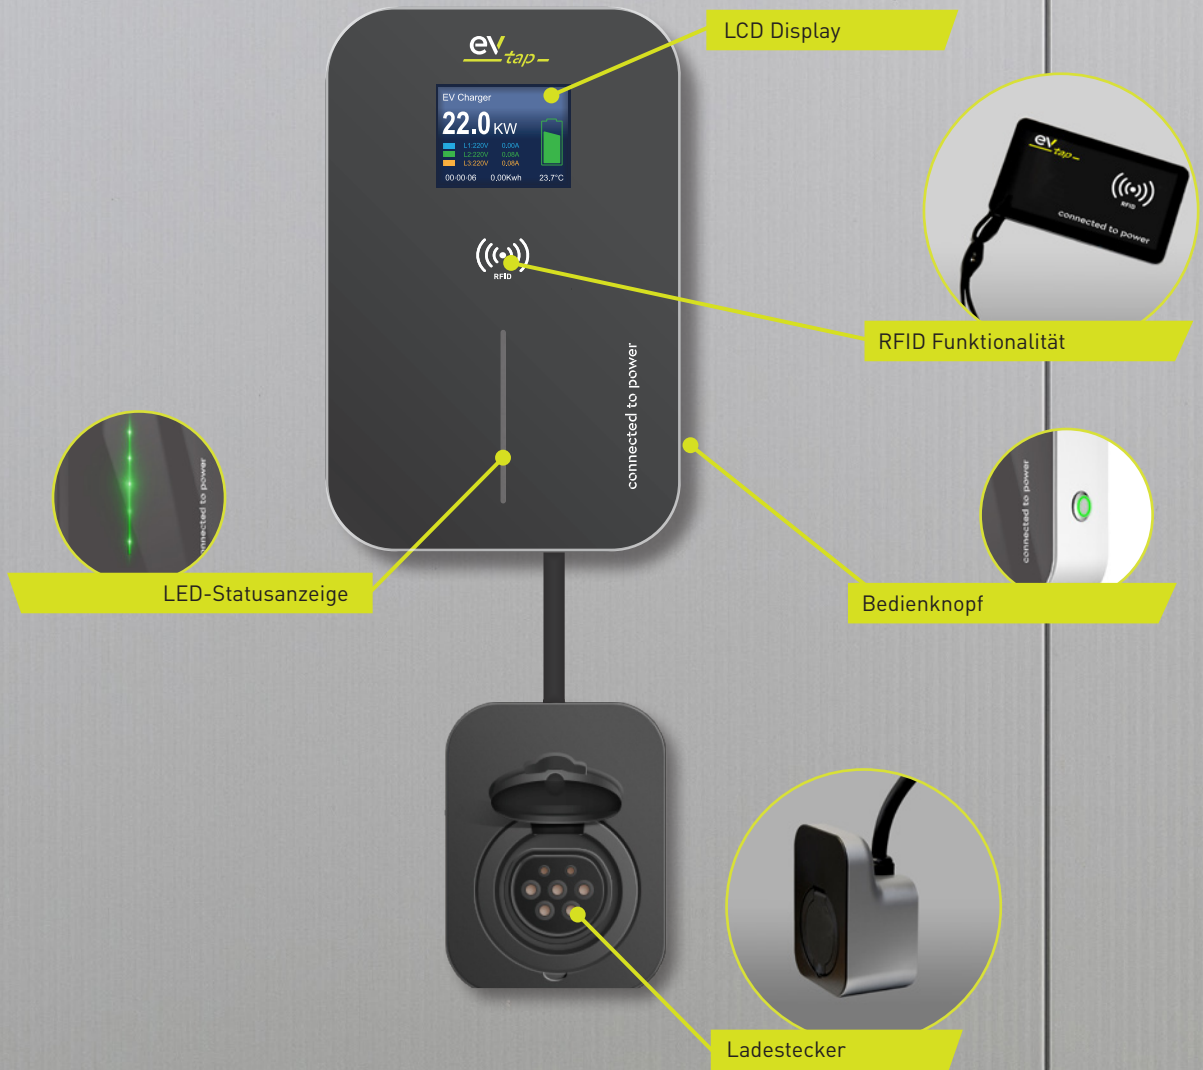 LCD Display
ev
tap
EV Charger
22.0 KW
L1:220V 0,00A
L2:220V 0,08A
L3:220V 0,08A
00-00-06 0,00Kwh 23,7°C
RFID
connected to power
ev
tap
RFID
connected to power
RFID Funktionalität
connected to power
LED-Statusanzeige
connected to power
Bedienknopf
Ladestecker